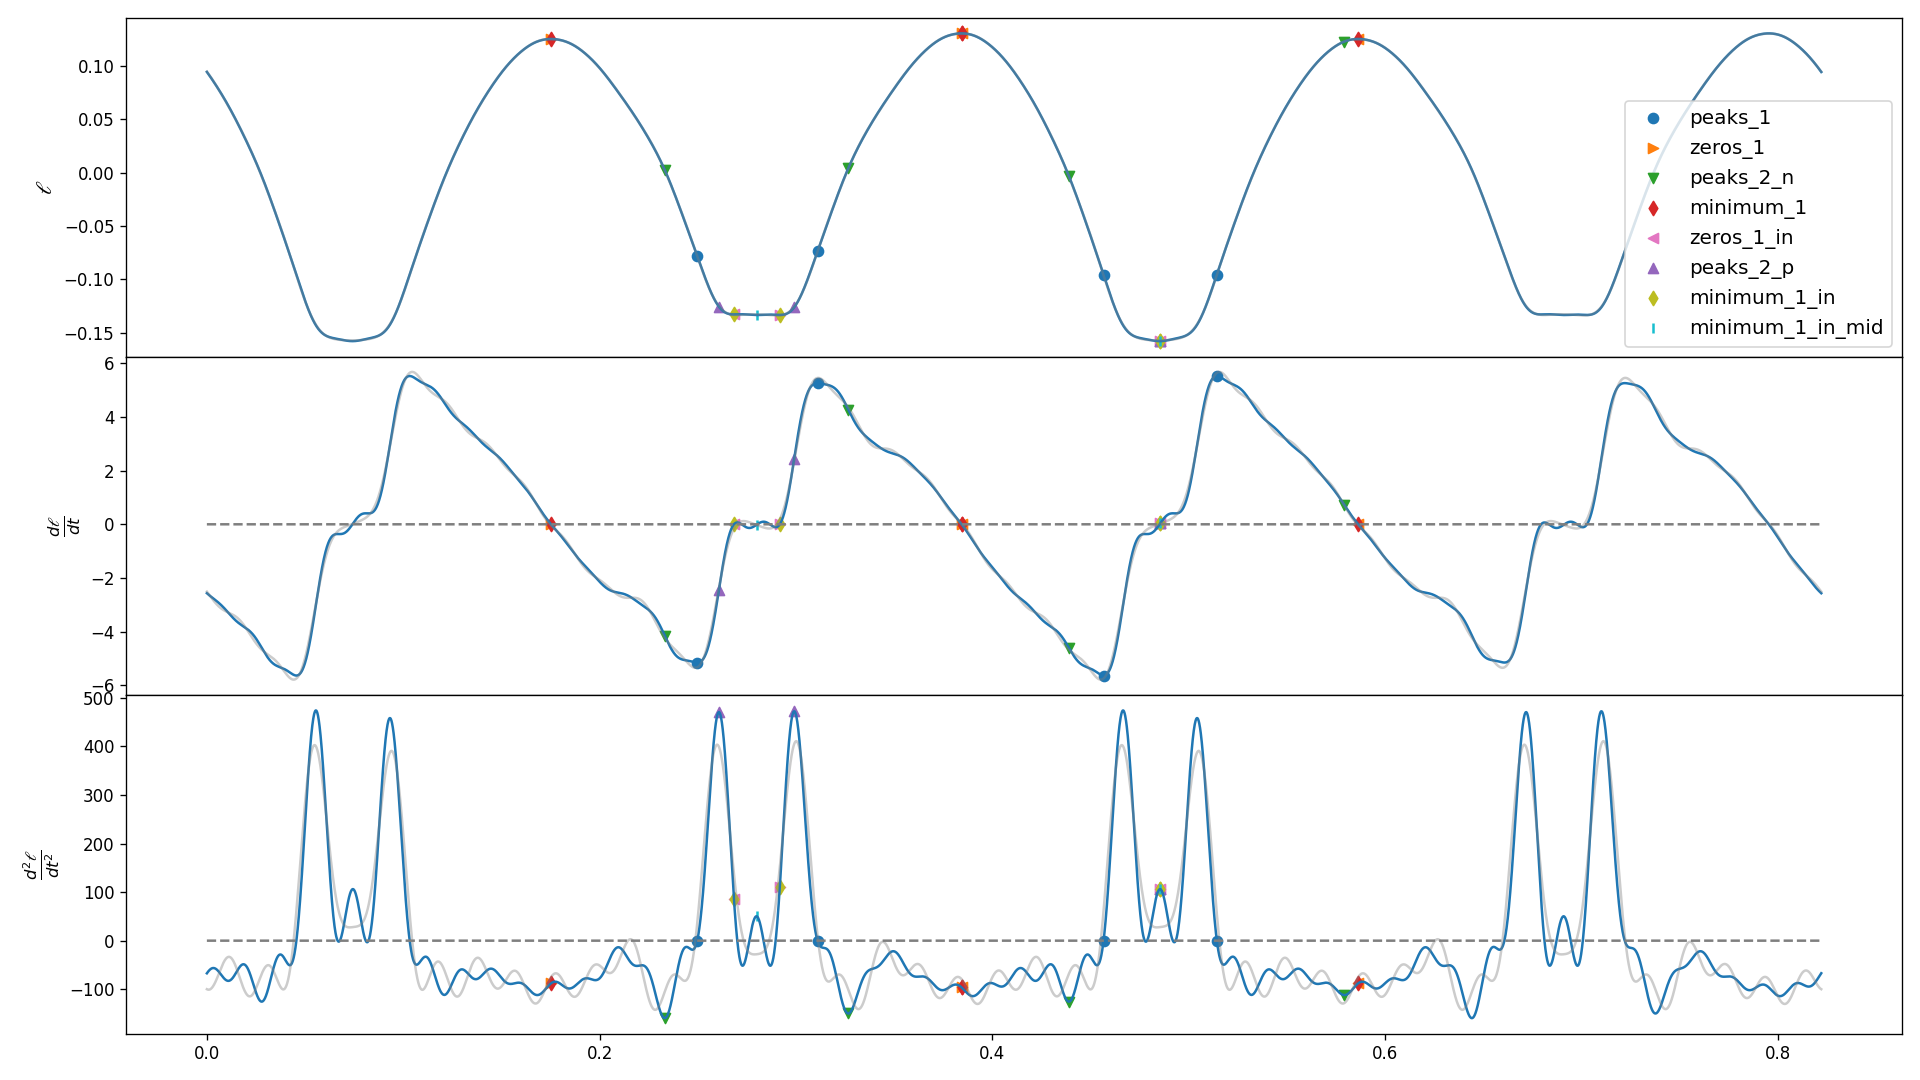 0.10
0.05
0.00
−0.05
−0.10
−0.15
ℓ
peaks_1
zeros_1
peaks_2_n
minimum_1
zeros_1_in
peaks_2_p
minimum_1_in
minimum_1_in_mid
6
4
2
0
−2
−4
−6
dℓ
dt
500
400
300
200
100
0
−100
d²ℓ
dt²
0.0 0.2 0.4 0.6 0.8